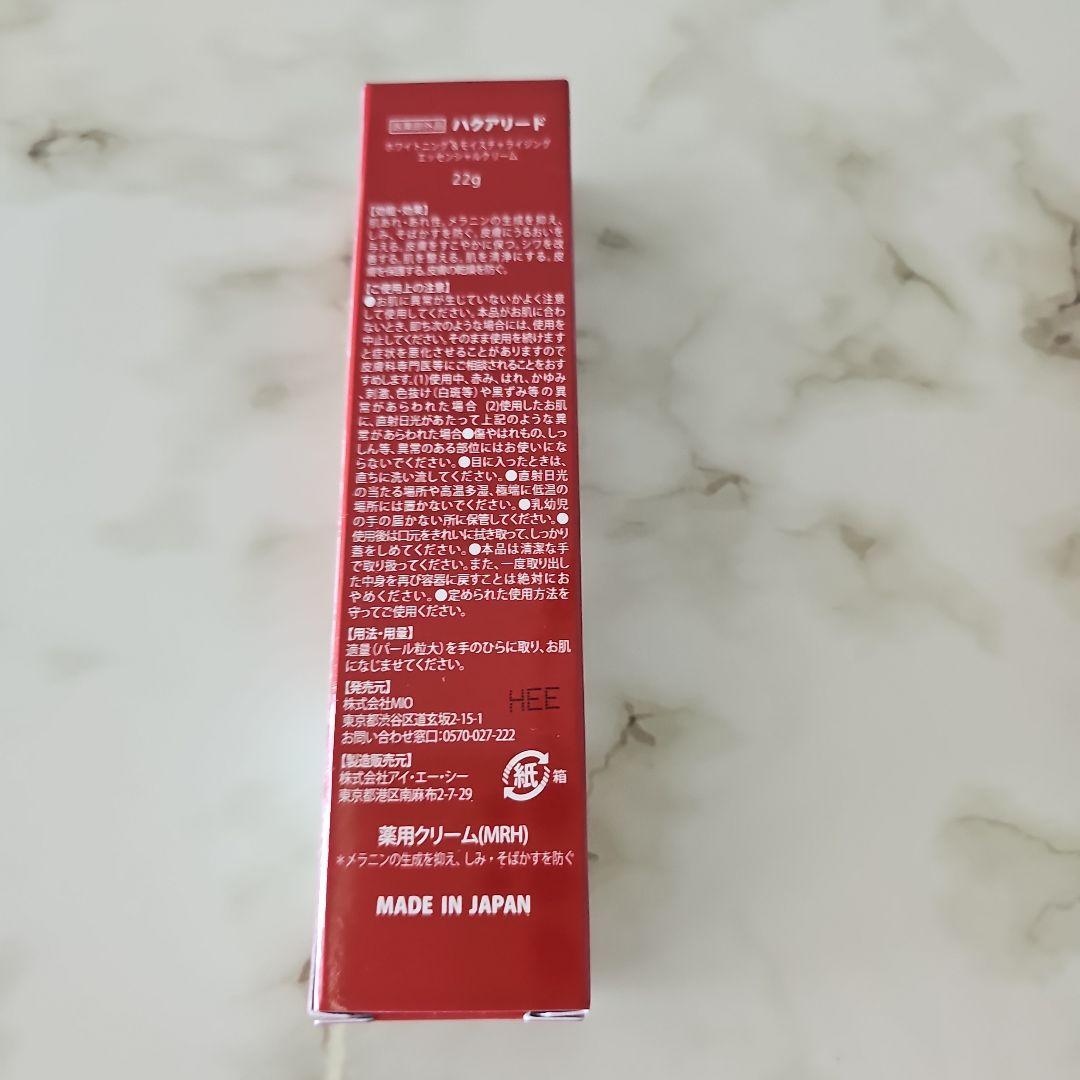 医薬部外品 ハクアリード
ホワイトニング&モイスチャライジング
エッセンシャルクリーム
22g
【効能・効果】
肌あれ・あれ性。メラニンの生成を抑え、
しみ、そばかすを防ぐ。皮膚にうるおいを
与える。皮膚をすこやかに保つ。シワを改
善する。肌を整える。肌を清浄にする。皮
膚を保護する。皮膚の乾燥を防ぐ。
【ご使用上の注意】
●お肌に異常が生じていないかよく注意
して使用してください。本品がお肌に合わ
ないとき、即ち次のような場合には、使用を
中止してください。そのまま使用を続けます
と症状を悪化させることがありますので
皮膚科専門医等にご相談されることをおす
すめします。(1)使用中、赤み、はれ、かゆみ
、刺激、色抜け(白斑等)や黒ずみ等の異
常があらわれた場合 (2)使用したお肌
に、直射日光があたって上記のような異
常があらわれた場合●傷やはれもの、しっ
しん等、異常のある部位にはお使いにな
らないでください。●目に入ったときは、
直ちに洗い流してください。●直射日光
の当たる場所や高温多湿、極端に低温の
場所には置かないでください。●乳幼児
の手の届かない所に保管してください。●
使用後は口元をきれいに拭き取って、しっかり
蓋をしめてください。●本品は清潔な手
で取り扱ってください。また、一度取り出し
た中身を再び容器に戻すことは絶対にお
やめください。●定められた使用方法を
守ってご使用ください。
【用法・用量】
適量(パール粒大)を手のひらに取り、お肌
になじませてください。
【発売元】
株式会社MIO
HEE
東京都渋谷区道玄坂2-15-1
お問い合わせ窓口:0570-027-222
【製造販売元】
株式会社アイ・エー・シー
東京都港区南麻布2-7-29
紙 箱
薬用クリーム(MRH)
*メラニンの生成を抑え、しみ・そばかすを防ぐ
MADE IN JAPAN